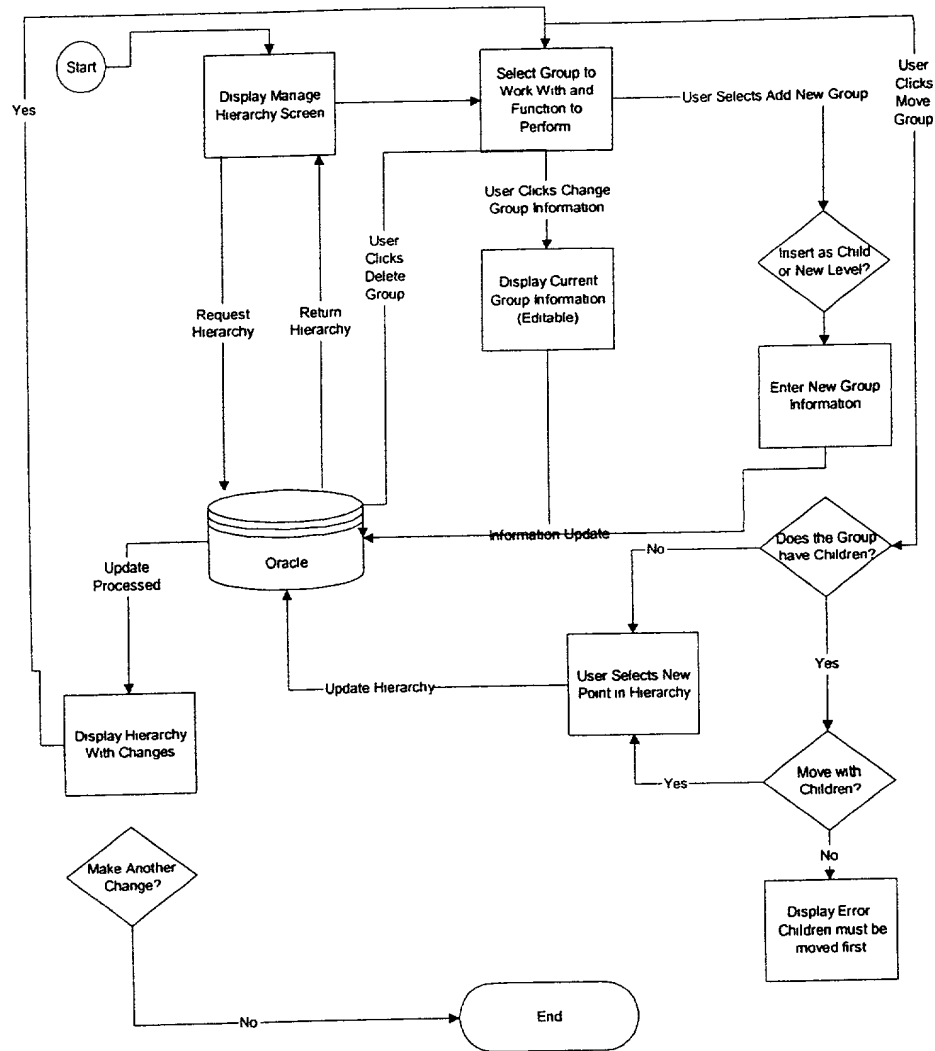 Start
Display Manage
Hierarchy Screen
Select Group to
Work With and
Function to
Perform
User Selects Add New Group
User
Clicks
Move
Group
Yes
User Clicks Change
Group Information
User
Clicks
Delete
Group
Insert as Child
or New Level?
Display Current
Group Information
(Editable)
Request
Hierarchy
Return
Hierarchy
Enter New Group
Information
Information Update
Oracle
Does the Group
have Children?
No
Update
Processed
Yes
User Selects New
Point in Hierarchy
Update Hierarchy
Display Hierarchy
With Changes
Move with
Children?
Yes
No
Make Another
Change?
Display Error
Children must be
moved first
No
End